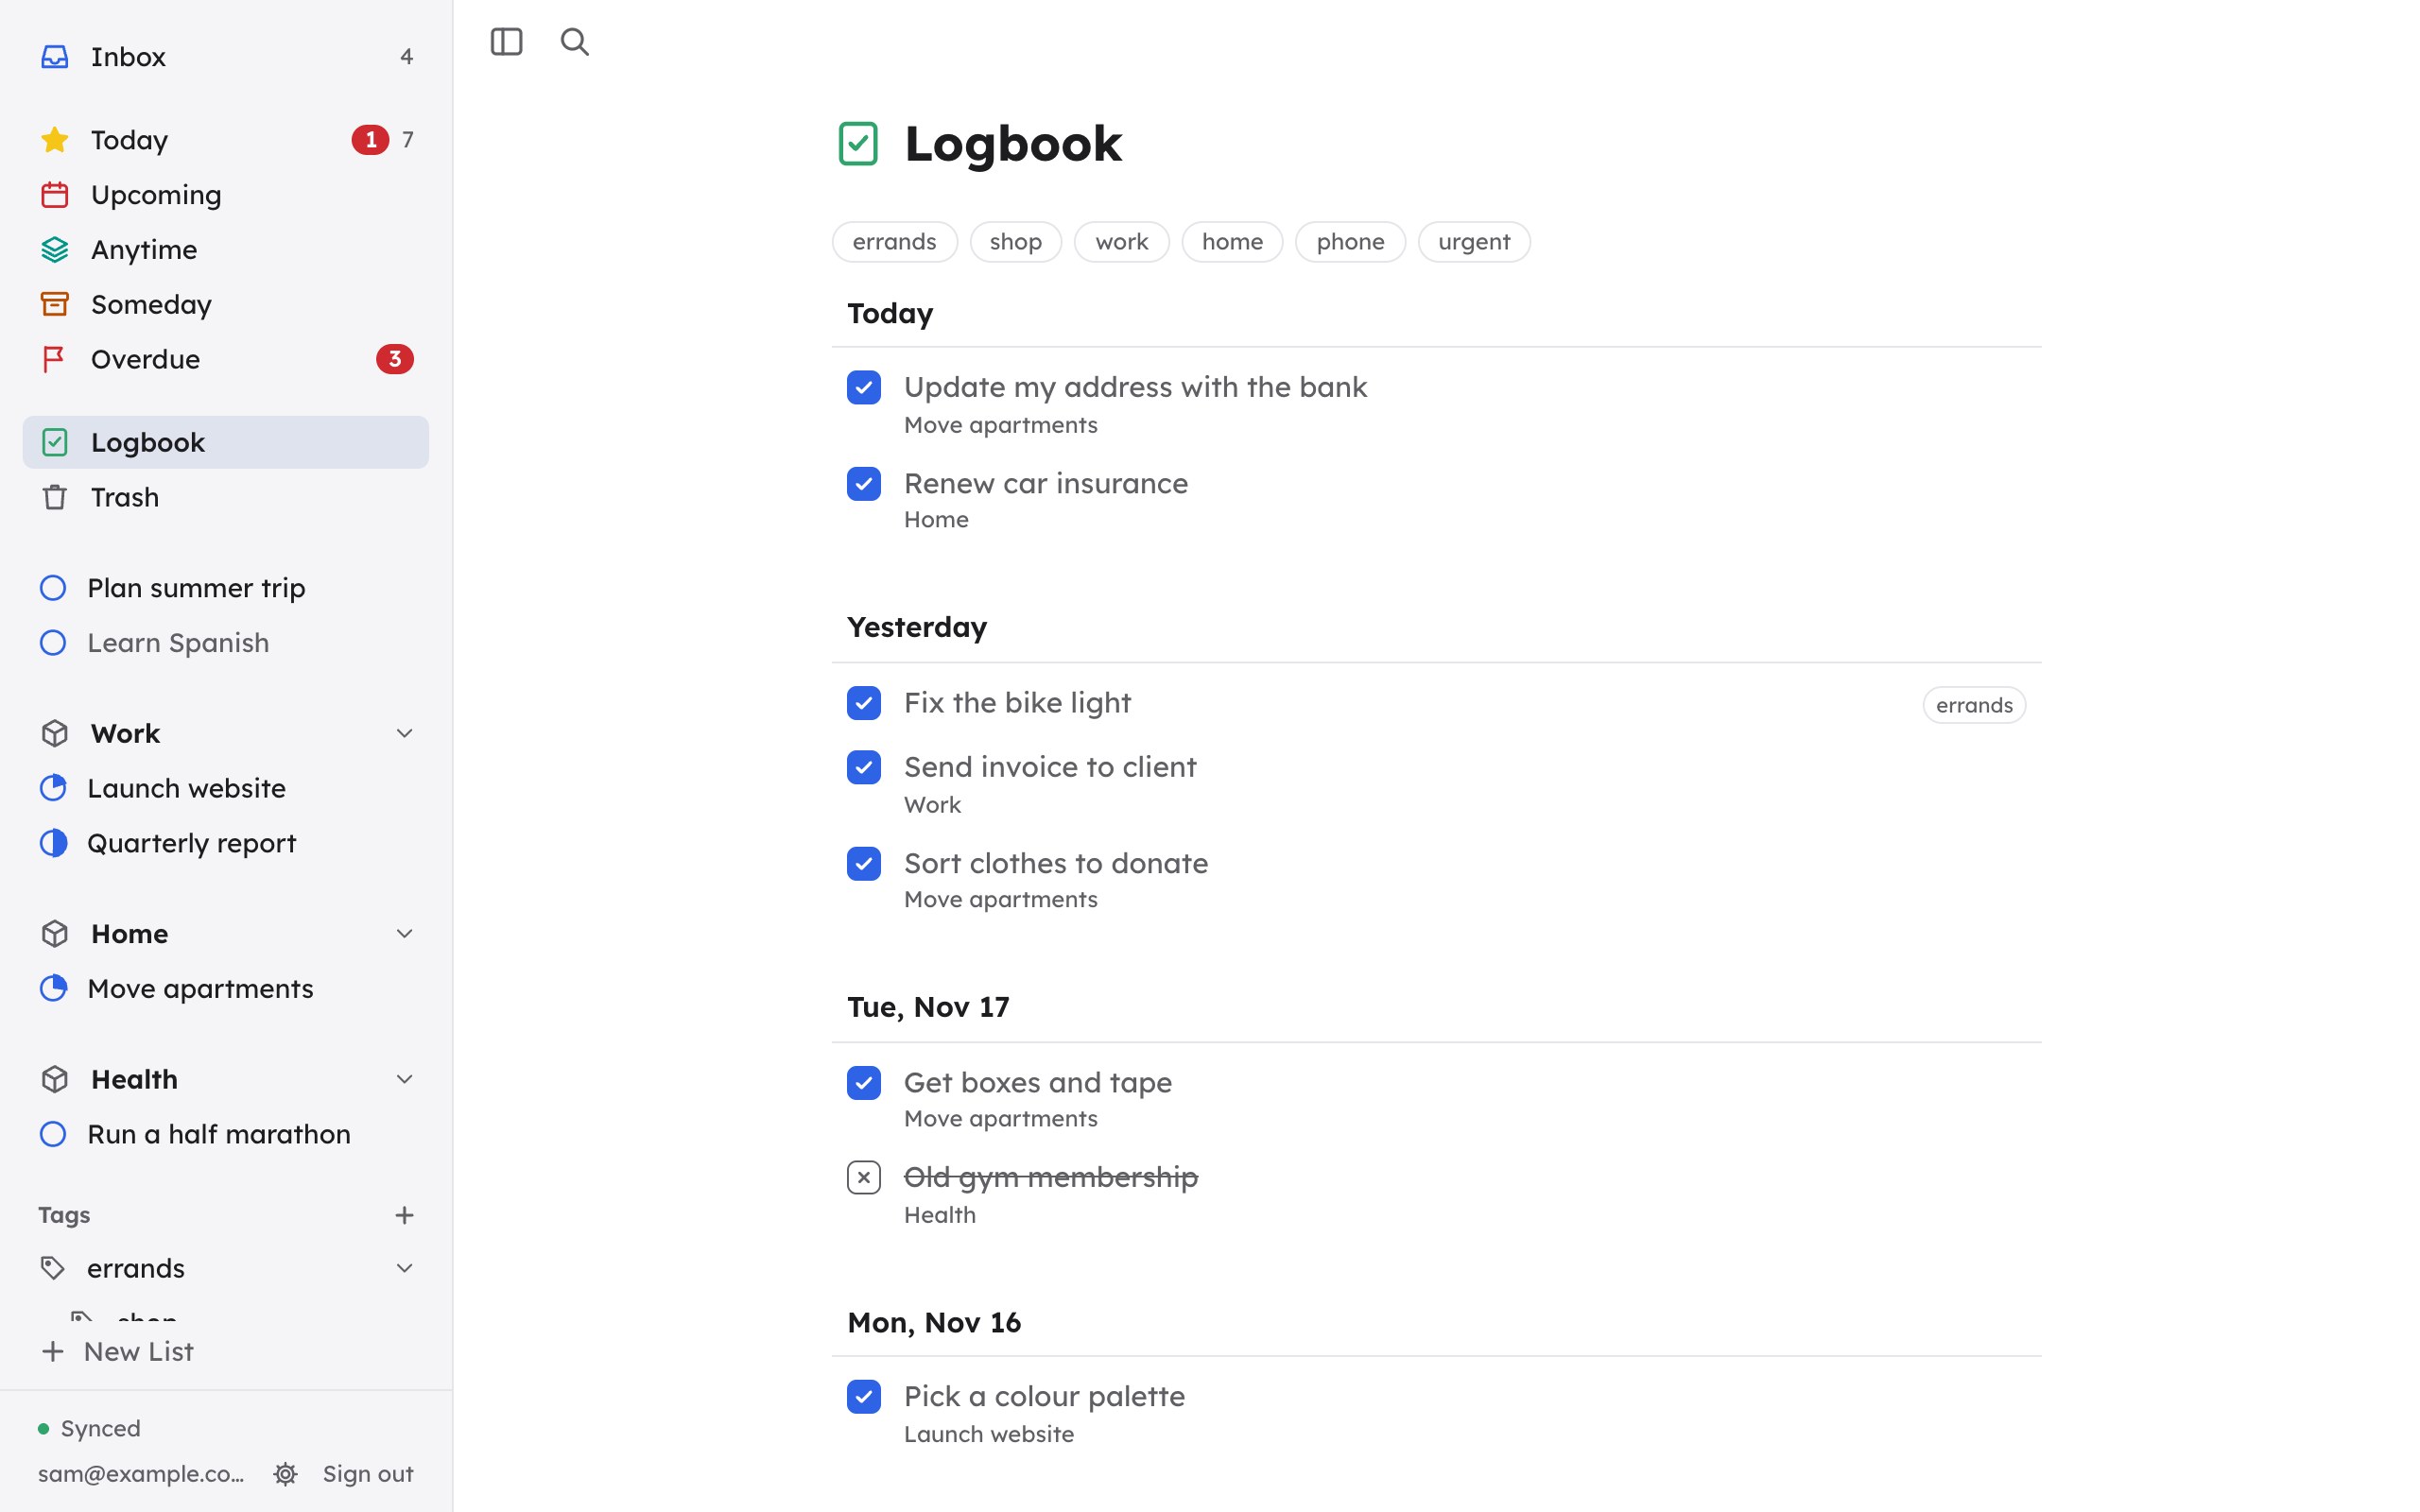 Inbox 4
Today 1 7
Upcoming
Anytime
Someday
Overdue 3
Logbook
Trash
Plan summer trip
Learn Spanish
Work
Launch website
Quarterly report
Home
Move apartments
Health
Run a half marathon
Tags
errands
shop
New List
Synced
sam@example.co...
Sign out
Logbook
errands shop work home phone urgent
Today
Update my address with the bank
Move apartments
Renew car insurance
Home
Yesterday
Fix the bike light errands
Send invoice to client
Work
Sort clothes to donate
Move apartments
Tue, Nov 17
Get boxes and tape
Move apartments
Old gym membership
Health
Mon, Nov 16
Pick a colour palette
Launch website